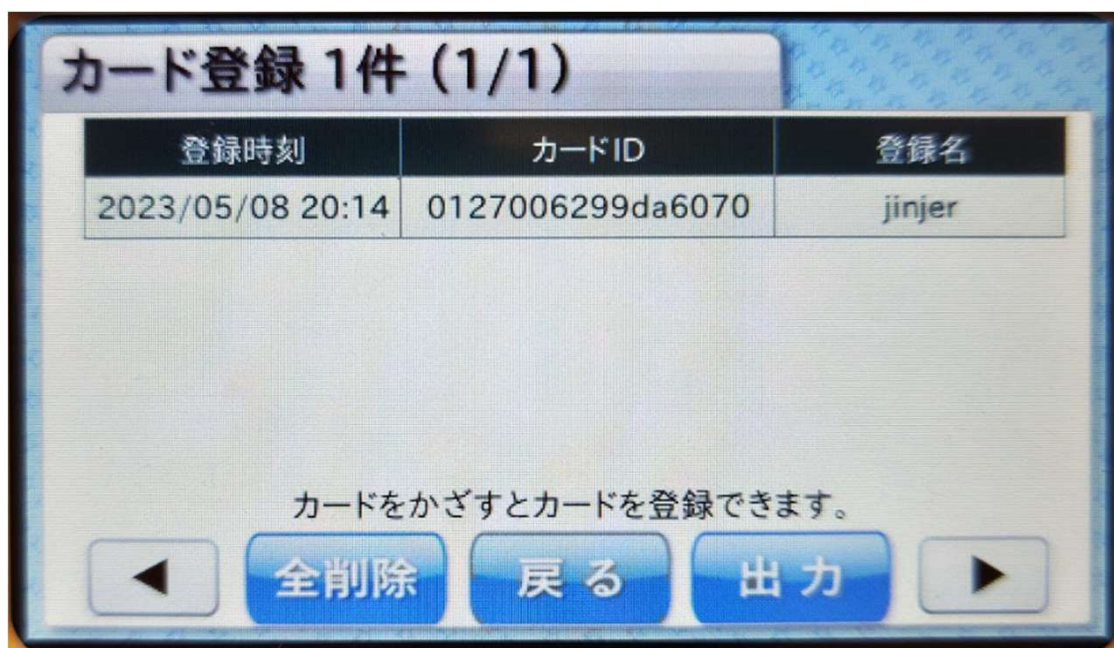 カード登録 1件 (1/1)
登録時刻 カードID 登録名
2023/05/08 20:14 0127006299da6070 jinjer
カードをかざすとカードを登録できます。
◀ 全削除 戻る 出力 ▶